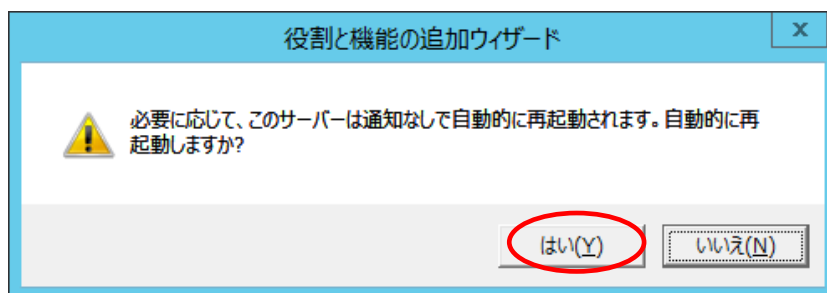 役割と機能の追加ウィザード
x
必要に応じて、このサーバーは通知なしで自動的に再起動されます。自動的に再
起動しますか?
はい(Y)
いいえ(N)